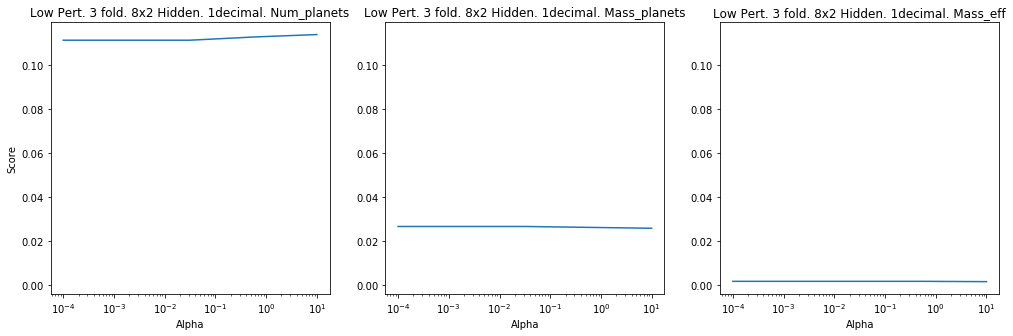 Low Pert. 3 fold. 8x2 Hidden. 1decimal. Num_planets
Score
0.10
0.08
0.06
0.04
0.02
0.00
10⁻⁴ 10⁻³ 10⁻² 10⁻¹ 10⁰ 10¹
Alpha
Low Pert. 3 fold. 8x2 Hidden. 1decimal. Mass_planets
0.10
0.08
0.06
0.04
0.02
0.00
10⁻⁴ 10⁻³ 10⁻² 10⁻¹ 10⁰ 10¹
Alpha
Low Pert. 3 fold. 8x2 Hidden. 1decimal. Mass_eff
0.10
0.08
0.06
0.04
0.02
0.00
10⁻⁴ 10⁻³ 10⁻² 10⁻¹ 10⁰ 10¹
Alpha